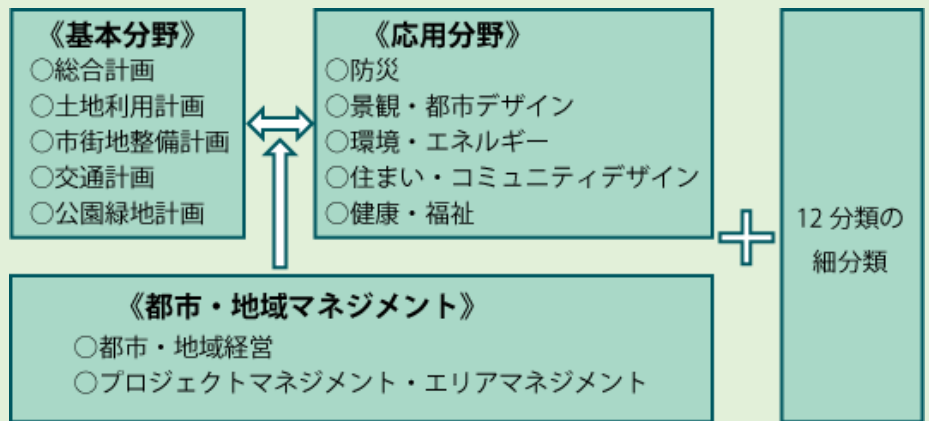 《基本分野》
○総合計画
○土地利用計画
○市街地整備計画
○交通計画
○公園緑地計画
《応用分野》
○防災
○景観・都市デザイン
○環境・エネルギー
○住まい・コミュニティデザイン
○健康・福祉
《都市・地域マネジメント》
○都市・地域経営
○プロジェクトマネジメント・エリアマネジメント
12 分類の
細分類